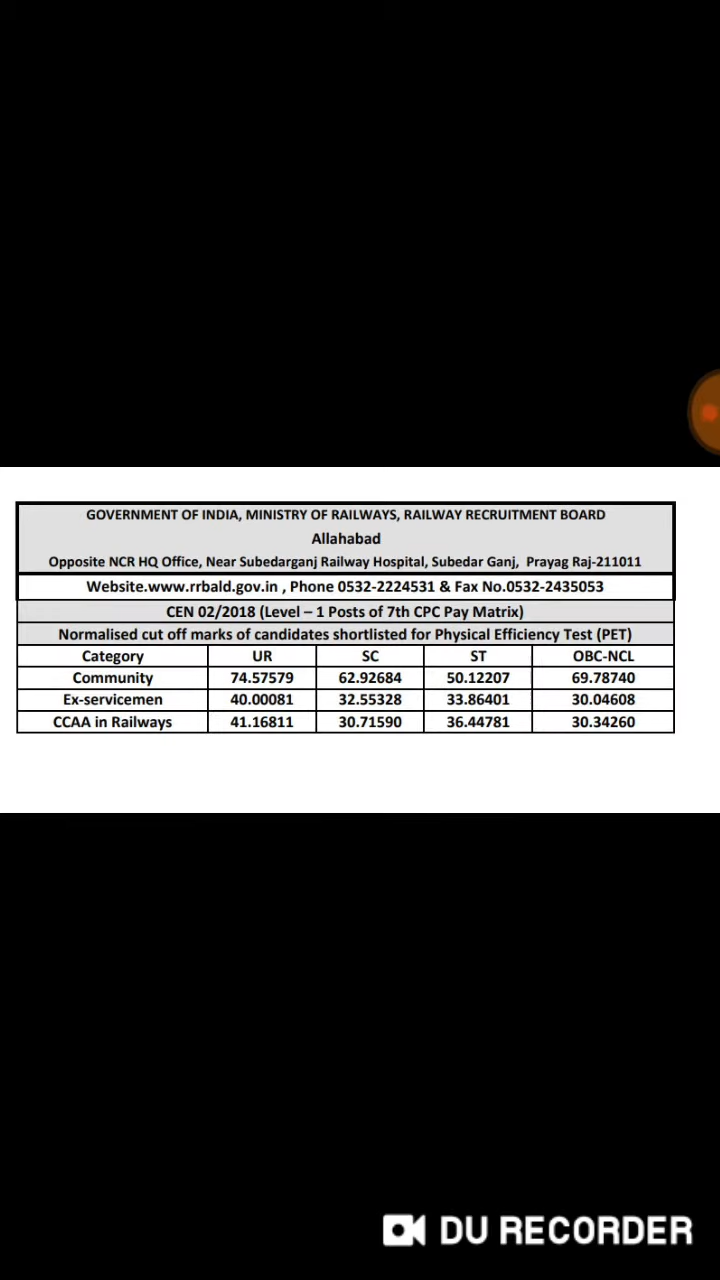 GOVERNMENT OF INDIA, MINISTRY OF RAILWAYS, RAILWAY RECRUITMENT BOARD
Allahabad
Opposite NCR HQ Office, Near Subedarganj Railway Hospital, Subedar Ganj, Prayag Raj-211011
Website.www.rrbald.gov.in , Phone 0532-2224531 & Fax No.0532-2435053
CEN 02/2018 (Level – 1 Posts of 7th CPC Pay Matrix)
Normalised cut off marks of candidates shortlisted for Physical Efficiency Test (PET)
Category UR SC ST OBC-NCL
Community 74.57579 62.92684 50.12207 69.78740
Ex-servicemen 40.00081 32.55328 33.86401 30.04608
CCAA in Railways 41.16811 30.71590 36.44781 30.34260
DU RECORDER